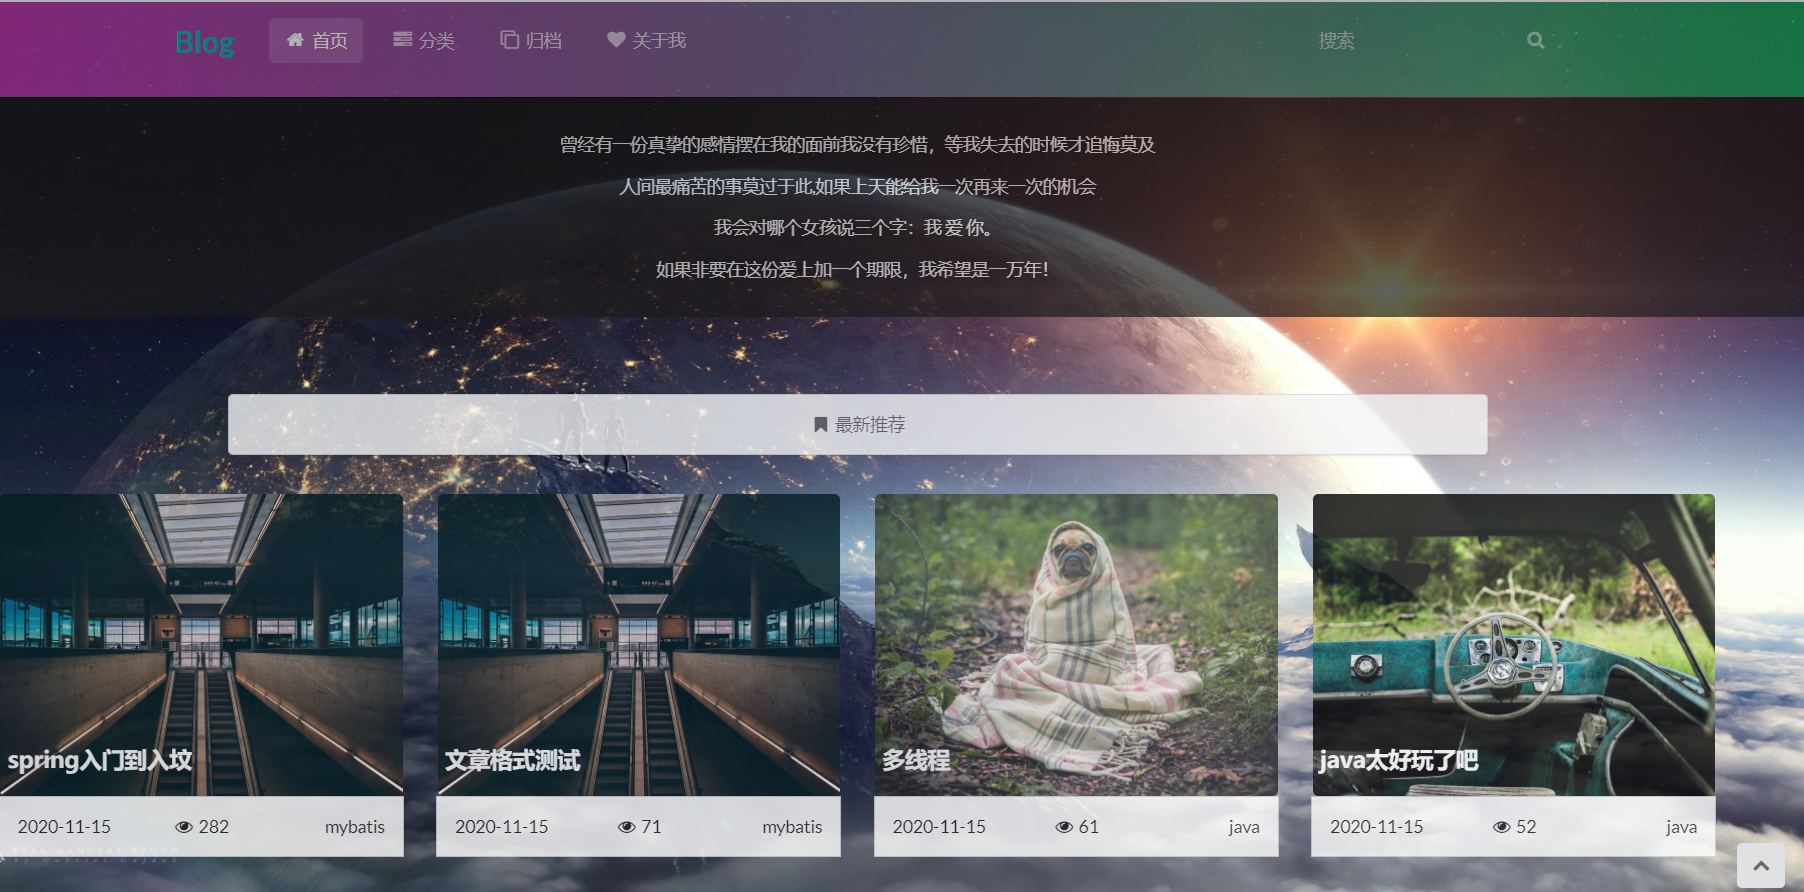 Blog 首页 分类 归档 关于我 搜索
曾经有一份真挚的感情摆在我的面前我没有珍惜，等我失去的时候才追悔莫及
人间最痛苦的事莫过于此,如果上天能给我一次再来一次的机会
我会对哪个女孩说三个字：我 爱 你。
如果非要在这份爱上加一个期限，我希望是一万年！
最新推荐
spring入门到入坟
文章格式测试
多线程
java太好玩了吧
2020-11-15 282 mybatis
2020-11-15 71 mybatis
2020-11-15 61 java
2020-11-15 52 java